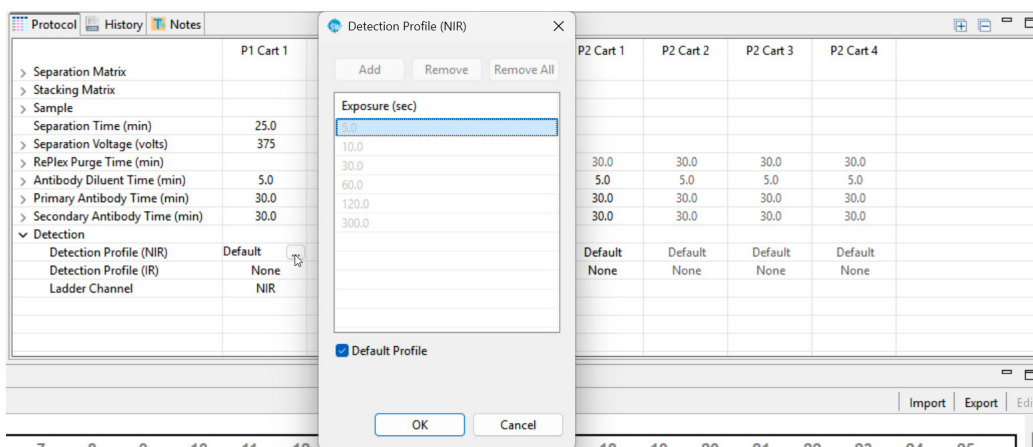 Protocol History Notes
Detection Profile (NIR)
P1 Cart 1 P2 Cart 1 P2 Cart 2 P2 Cart 3 P2 Cart 4
Add Remove Remove All
Separation Matrix
Stacking Matrix
Exposure (sec)
Sample
Separation Time (min) 25.0 5.0
Separation Voltage (volts) 375 10.0
RePlex Purge Time (min) 30.0 30.0 30.0 30.0 30.0
Antibody Diluent Time (min) 5.0 60.0 5.0 5.0 5.0 5.0
Primary Antibody Time (min) 30.0 120.0 30.0 30.0 30.0 30.0
Secondary Antibody Time (min) 30.0 300.0 30.0 30.0 30.0 30.0
Detection
Detection Profile (NIR) Default ... Default Default Default Default
Detection Profile (IR) None None None None None
Ladder Channel NIR
Default Profile
Import Export Edi
OK Cancel